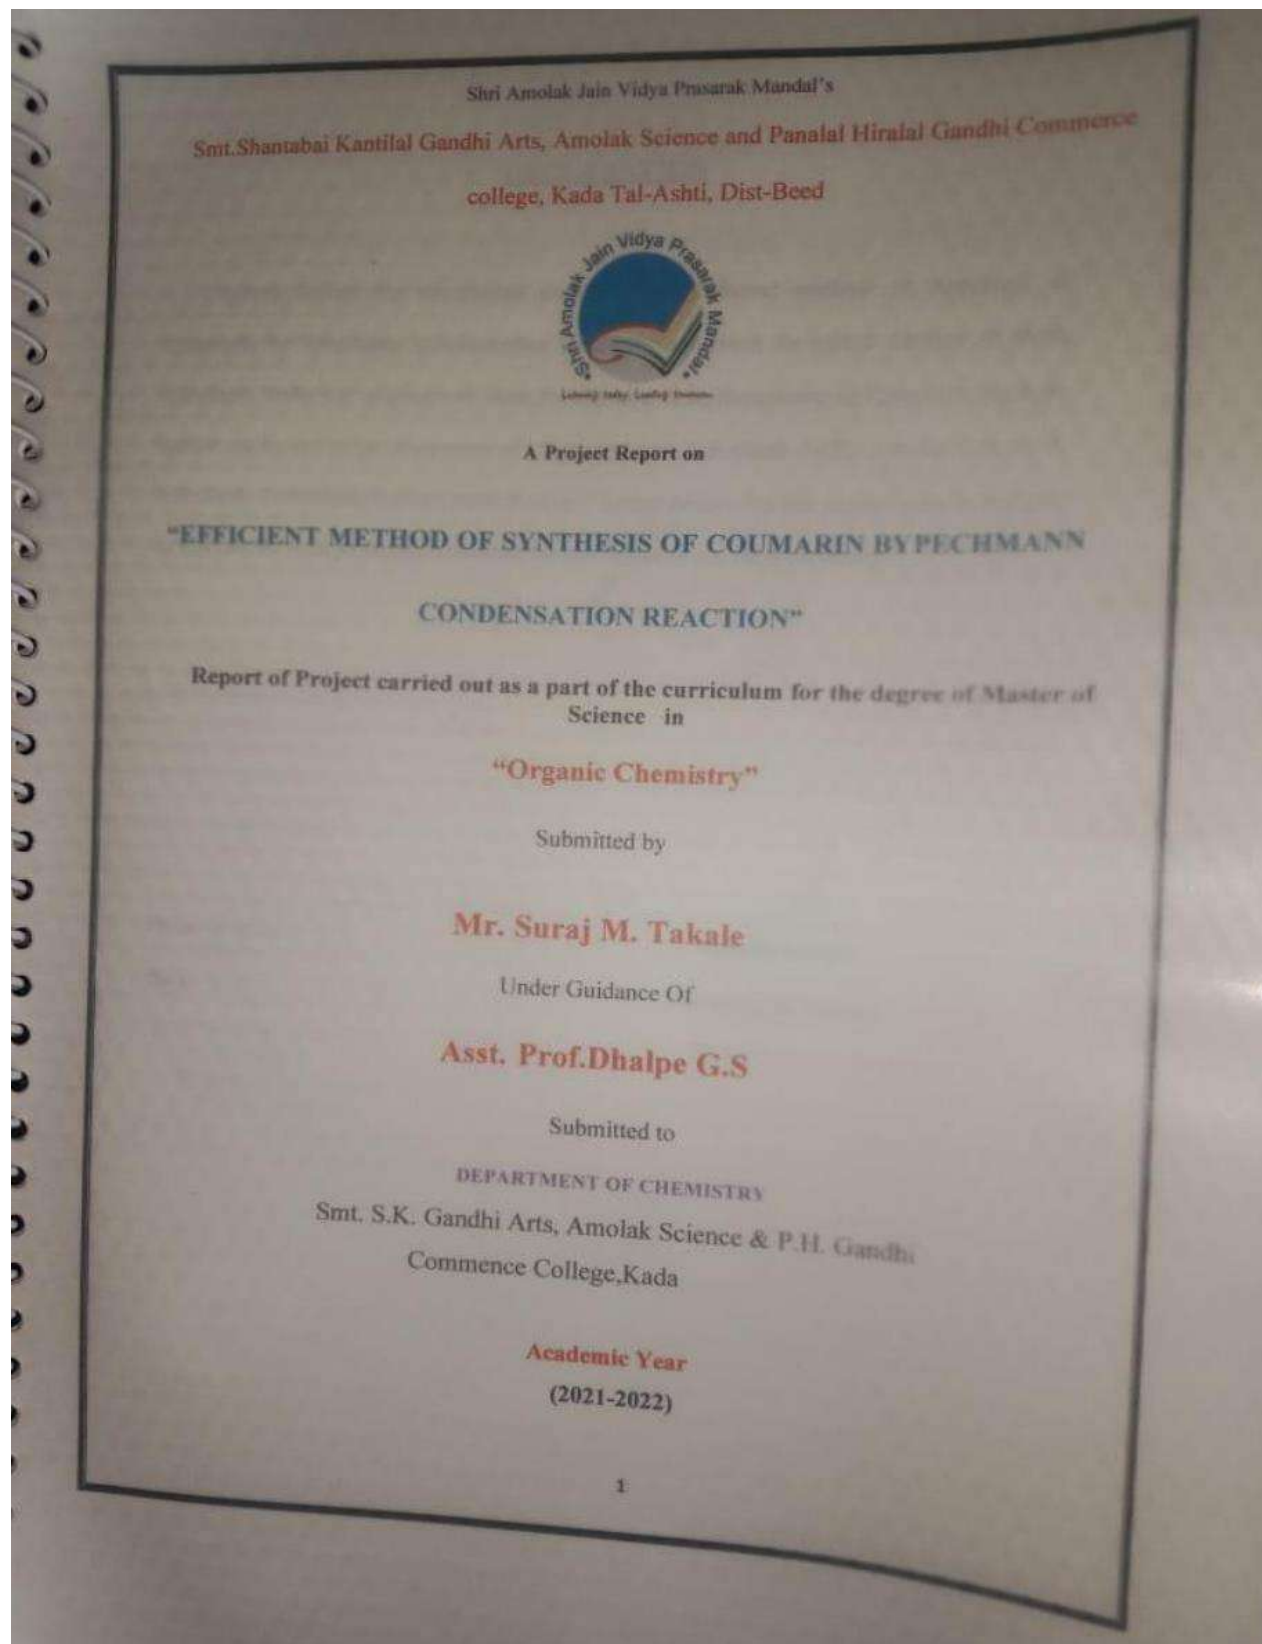 Shri Amolak Jain Vidya Prasarak Mandal's
Smt.Shantabai Kantilal Gandhi Arts, Amolak Science and Panalal Hiralal Gandhi Commerce
college, Kada Tal-Ashti, Dist-Beed
Shri Amolak Jain Vidya Prasarak Mandal
A Project Report on
"EFFICIENT METHOD OF SYNTHESIS OF COUMARIN BYPECHMANN
CONDENSATION REACTION"
Report of Project carried out as a part of the curriculum for the degree of Master of
Science in
"Organic Chemistry"
Submitted by
Mr. Suraj M. Takale
Under Guidance Of
Asst. Prof.Dhalpe G.S
Submitted to
DEPARTMENT OF CHEMISTRY
Smt. S.K. Gandhi Arts, Amolak Science & P.H. Gandhi
Commence College,Kada
Academic Year
(2021-2022)
1